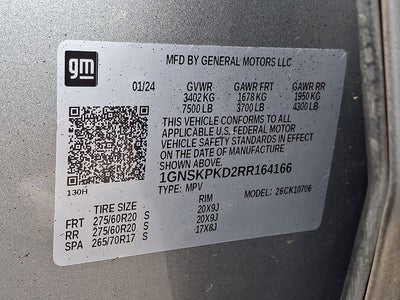 gm
MFD BY GENERAL MOTORS LLC
01/24 GVWR GAWR FRT GAWR RR
3402 KG 1678 KG 1950 KG
7500 LB 3700 LB 4300 LB
THIS VEHICLE CONFORMS TO ALL
APPLICABLE U.S. FEDERAL MOTOR
VEHICLE SAFETY STANDARDS IN EFFECT
ON THE DATE OF MANUFACTURE
SHOWN ABOVE.
1GNSKPKD2RR164166
TYPE: MPV MODEL: 26CK10706
130H
TIRE SIZE RIM
FRT 275/60R20 S 20X9J
RR 275/60R20 S 20X9J
SPA 265/70R17 S 17X8J